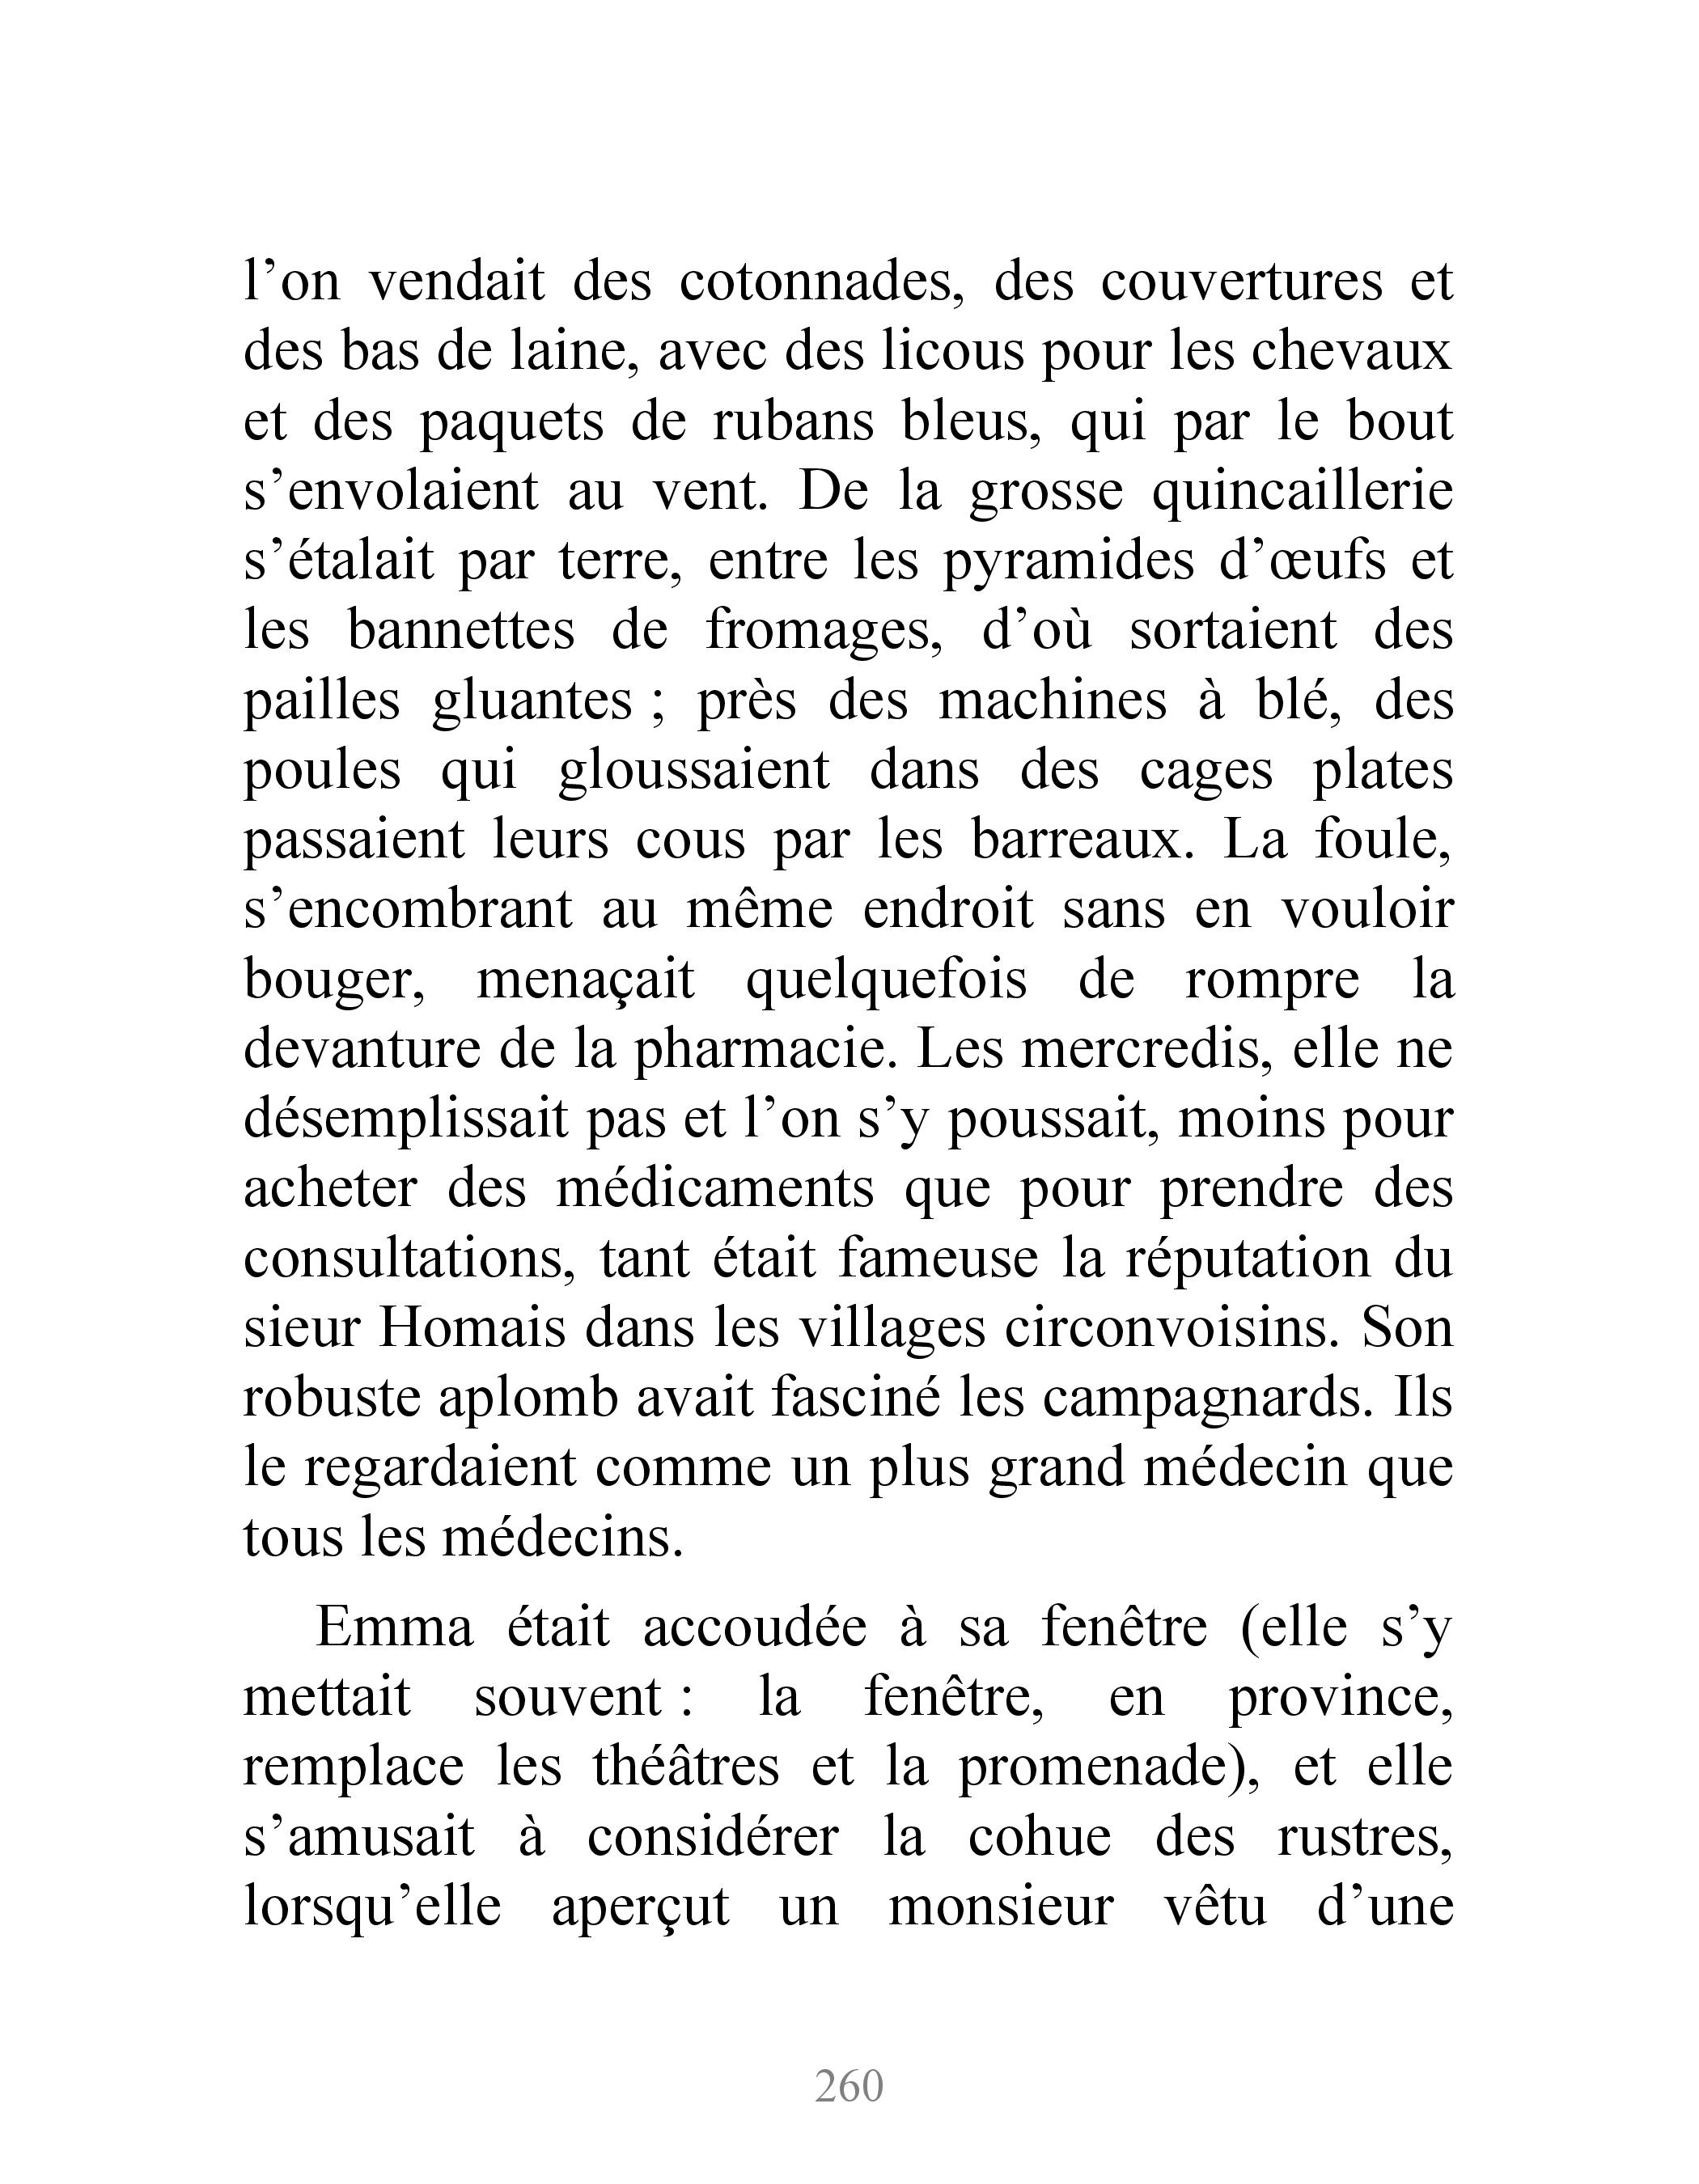 l’on vendait des cotonnades, des couvertures et
des bas de laine, avec des licous pour les chevaux
et des paquets de rubans bleus, qui par le bout
s’envolaient au vent. De la grosse quincaillerie
s’étalait par terre, entre les pyramides d’œufs et
les bannettes de fromages, d’où sortaient des
pailles gluantes ; près des machines à blé, des
poules qui gloussaient dans des cages plates
passaient leurs cous par les barreaux. La foule,
s’encombrant au même endroit sans en vouloir
bouger, menaçait quelquefois de rompre la
devanture de la pharmacie. Les mercredis, elle ne
désemplissait pas et l’on s’y poussait, moins pour
acheter des médicaments que pour prendre des
consultations, tant était fameuse la réputation du
sieur Homais dans les villages circonvoisins. Son
robuste aplomb avait fasciné les campagnards. Ils
le regardaient comme un plus grand médecin que
tous les médecins.
Emma était accoudée à sa fenêtre (elle s’y
mettait souvent : la fenêtre, en province,
remplace les théâtres et la promenade), et elle
s’amusait à considérer la cohue des rustres,
lorsqu’elle aperçut un monsieur vêtu d’une
260